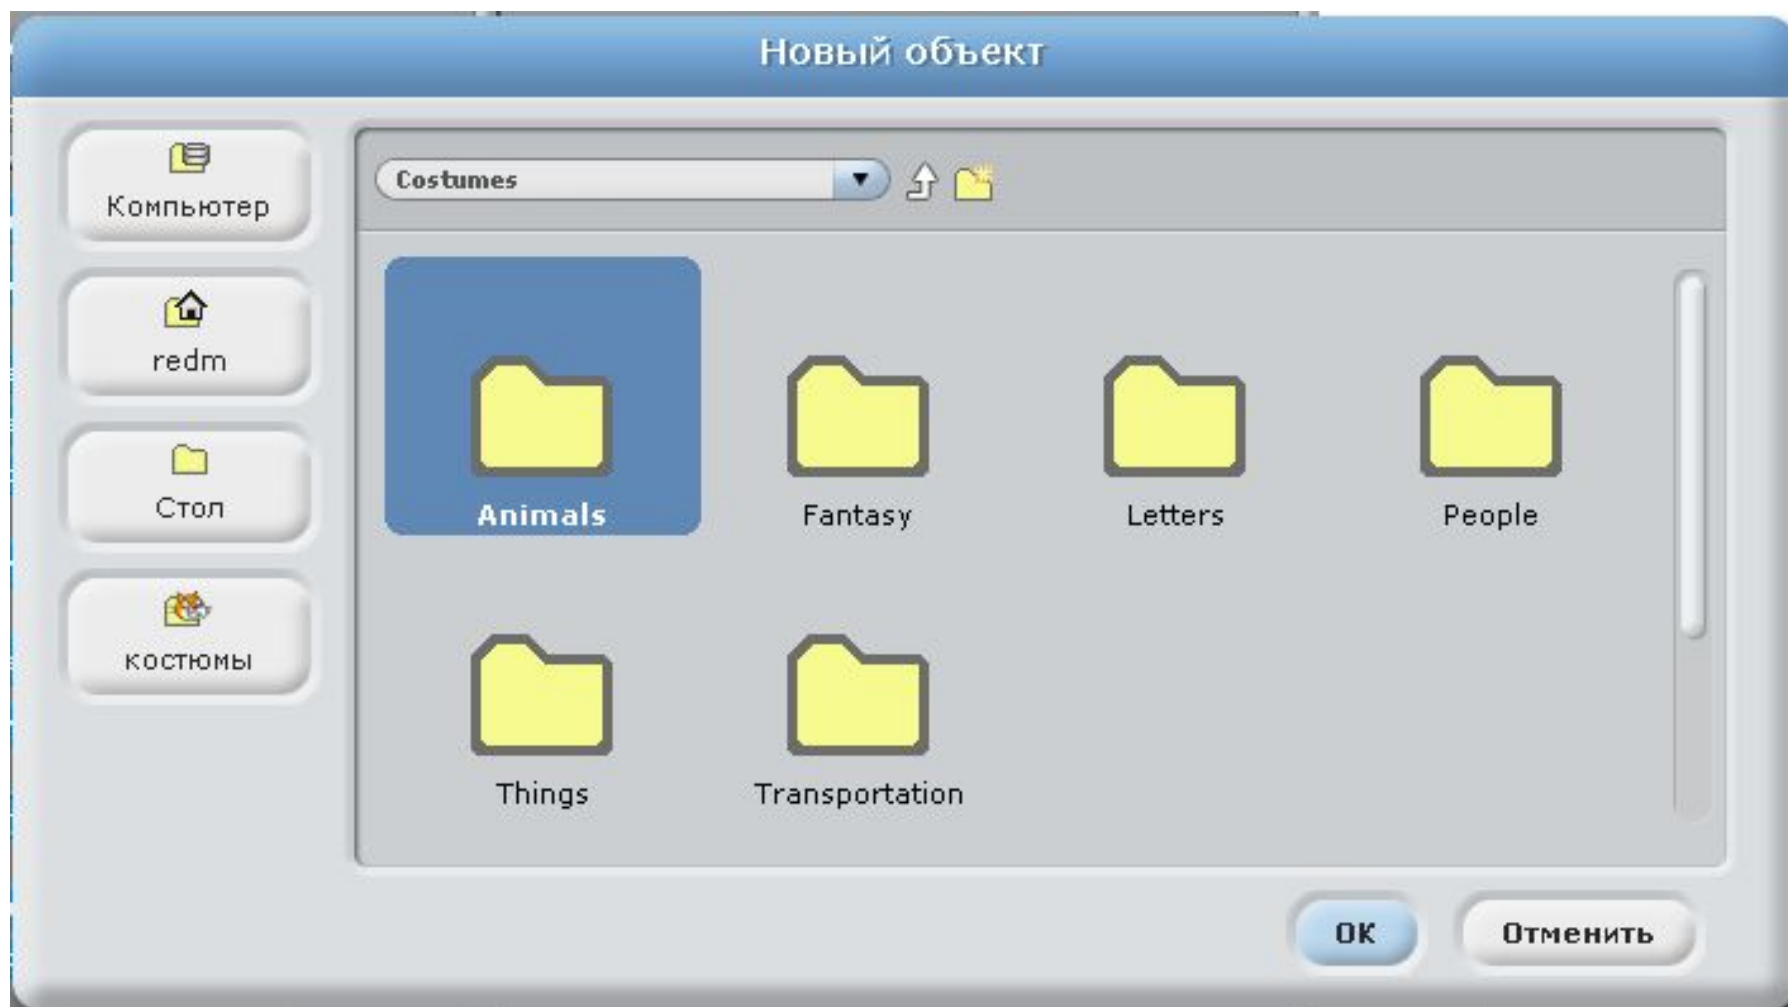 Новый объект
Компьютер
redm
Стол
костюмы
Costumes
Animals
Fantasy
Letters
People
Things
Transportation
OK
Отменить